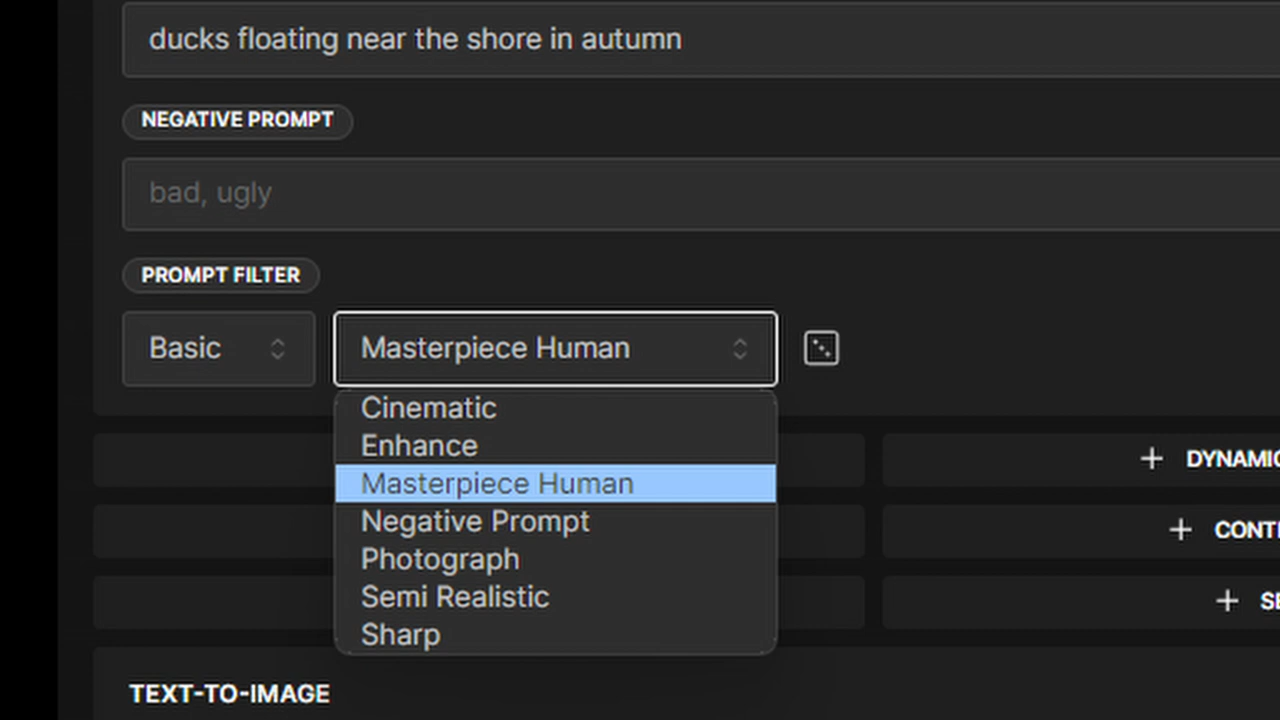 ducks floating near the shore in autumn
NEGATIVE PROMPT
bad, ugly
PROMPT FILTER
Basic
Masterpiece Human
Cinematic
Enhance
Masterpiece Human
Negative Prompt
Photograph
Semi Realistic
Sharp
+ DYNAMIC
+ CONT
+ SE
TEXT-TO-IMAGE